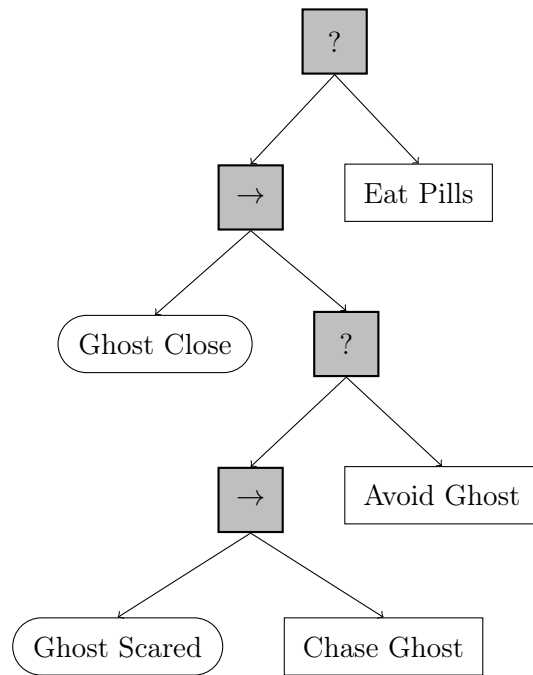 ?
→
Eat Pills
Ghost Close
?
→
Avoid Ghost
Ghost Scared
Chase Ghost